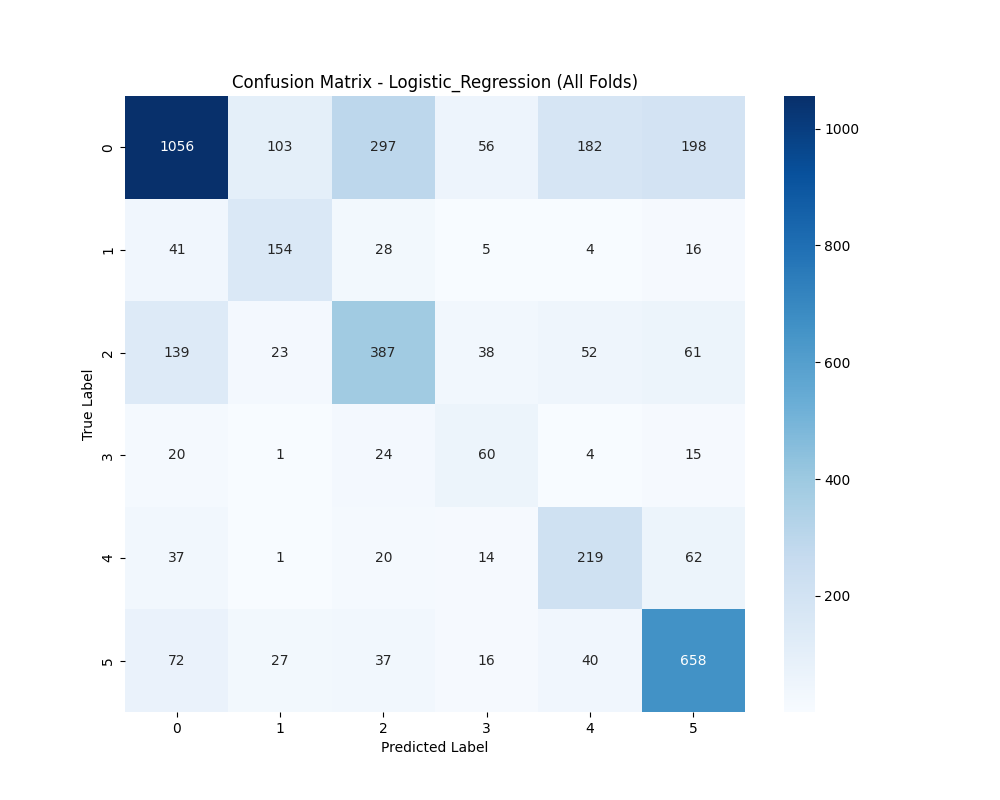 Confusion Matrix - Logistic_Regression (All Folds)
0 1056 103 297 56 182 198
1 41 154 28 5 4 16
2 139 23 387 38 52 61
3 20 1 24 60 4 15
4 37 1 20 14 219 62
5 72 27 37 16 40 658
0 1 2 3 4 5
True Label
Predicted Label
1000
800
600
400
200